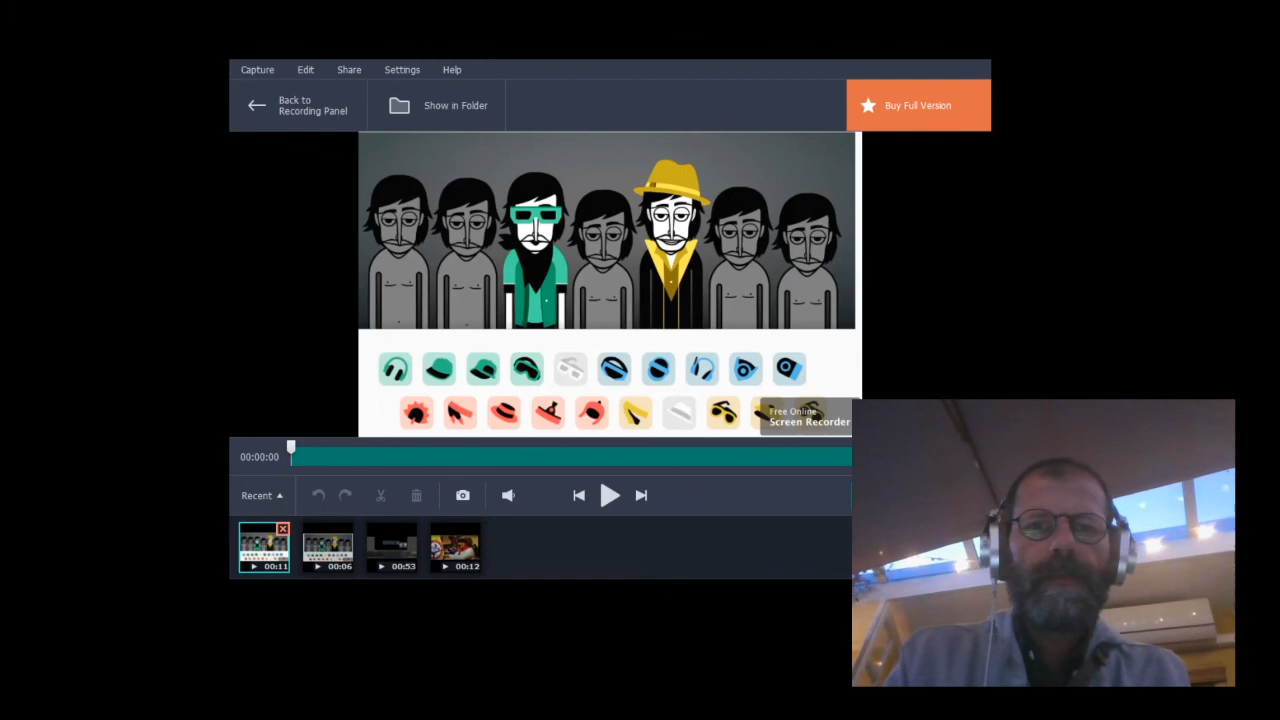 Capture Edit Share Settings Help
Back to
Recording Panel
Show in Folder
Buy Full Version
Free Online
Screen Recorder
00:00:00
Recent
00:11 00:06 00:53 00:12